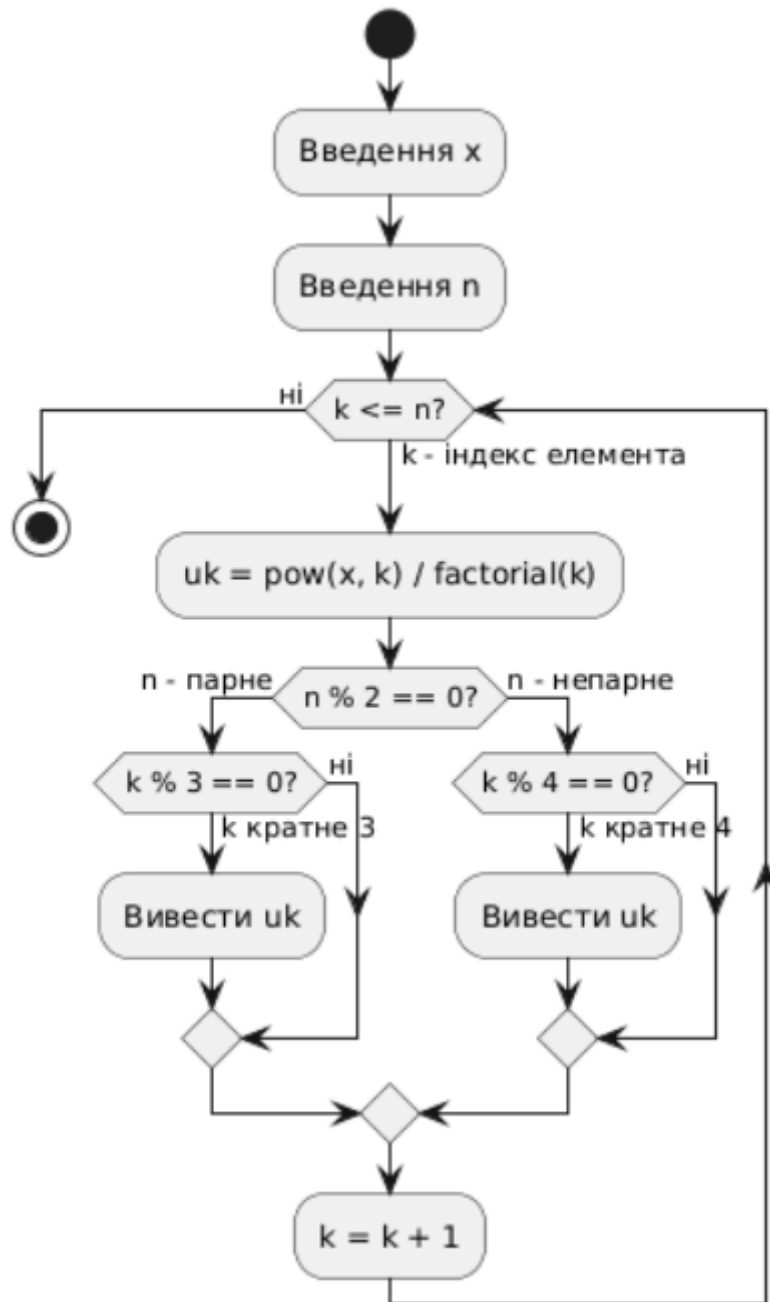 Введення x
Введення n
ні
k <= n?
k - індекс елемента
uk = pow(x, k) / factorial(k)
n - парне
n % 2 == 0?
n - непарне
k % 3 == 0?
ні
k % 4 == 0?
ні
k кратне 3
k кратне 4
Вивести uk
Вивести uk
k = k + 1